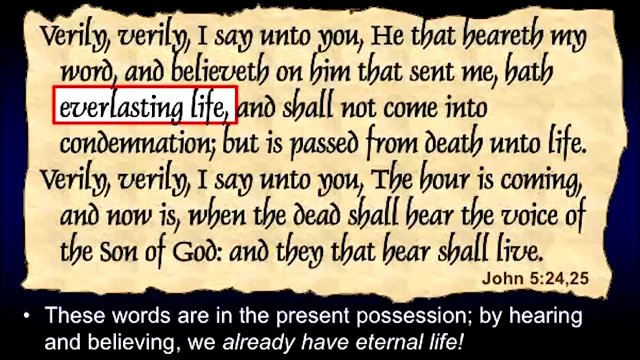 Verily, verily, I say unto you, He that heareth my
word, and believeth on him that sent me, hath
everlasting life, and shall not come into
condemnation; but is passed from death unto life.
Verily, verily, I say unto you, The hour is coming,
and now is, when the dead shall hear the voice of
the Son of God: and they that hear shall live.
John 5:24,25
• These words are in the present possession; by hearing
and believing, we already have eternal life!